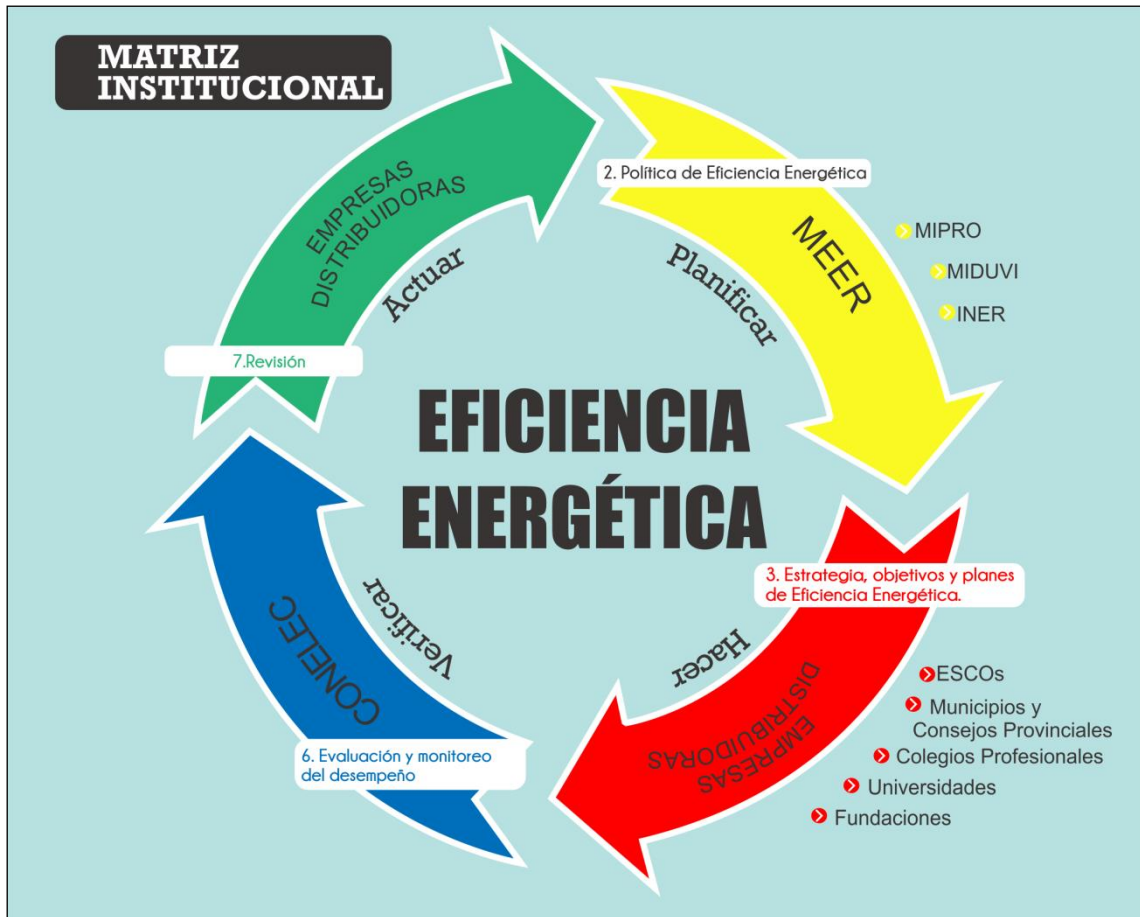 MATRIZ
INSTITUCIONAL
EMPRESAS
DISTRIBUIDORAS
Actuar
7.Revisión
2. Política de Eficiencia Energética
MEER
Planificar
MIPRO
MIDUVI
INER
EFICIENCIA
ENERGÉTICA
3. Estrategia, objetivos y planes
de Eficiencia Energética.
Hacer
EMPRESAS
DISTRIBUIDORAS
ESCOs
Municipios y
Consejos Provinciales
Colegios Profesionales
Universidades
Fundaciones
Verificar
CONELEC
6. Evaluación y monitoreo
del desempeño